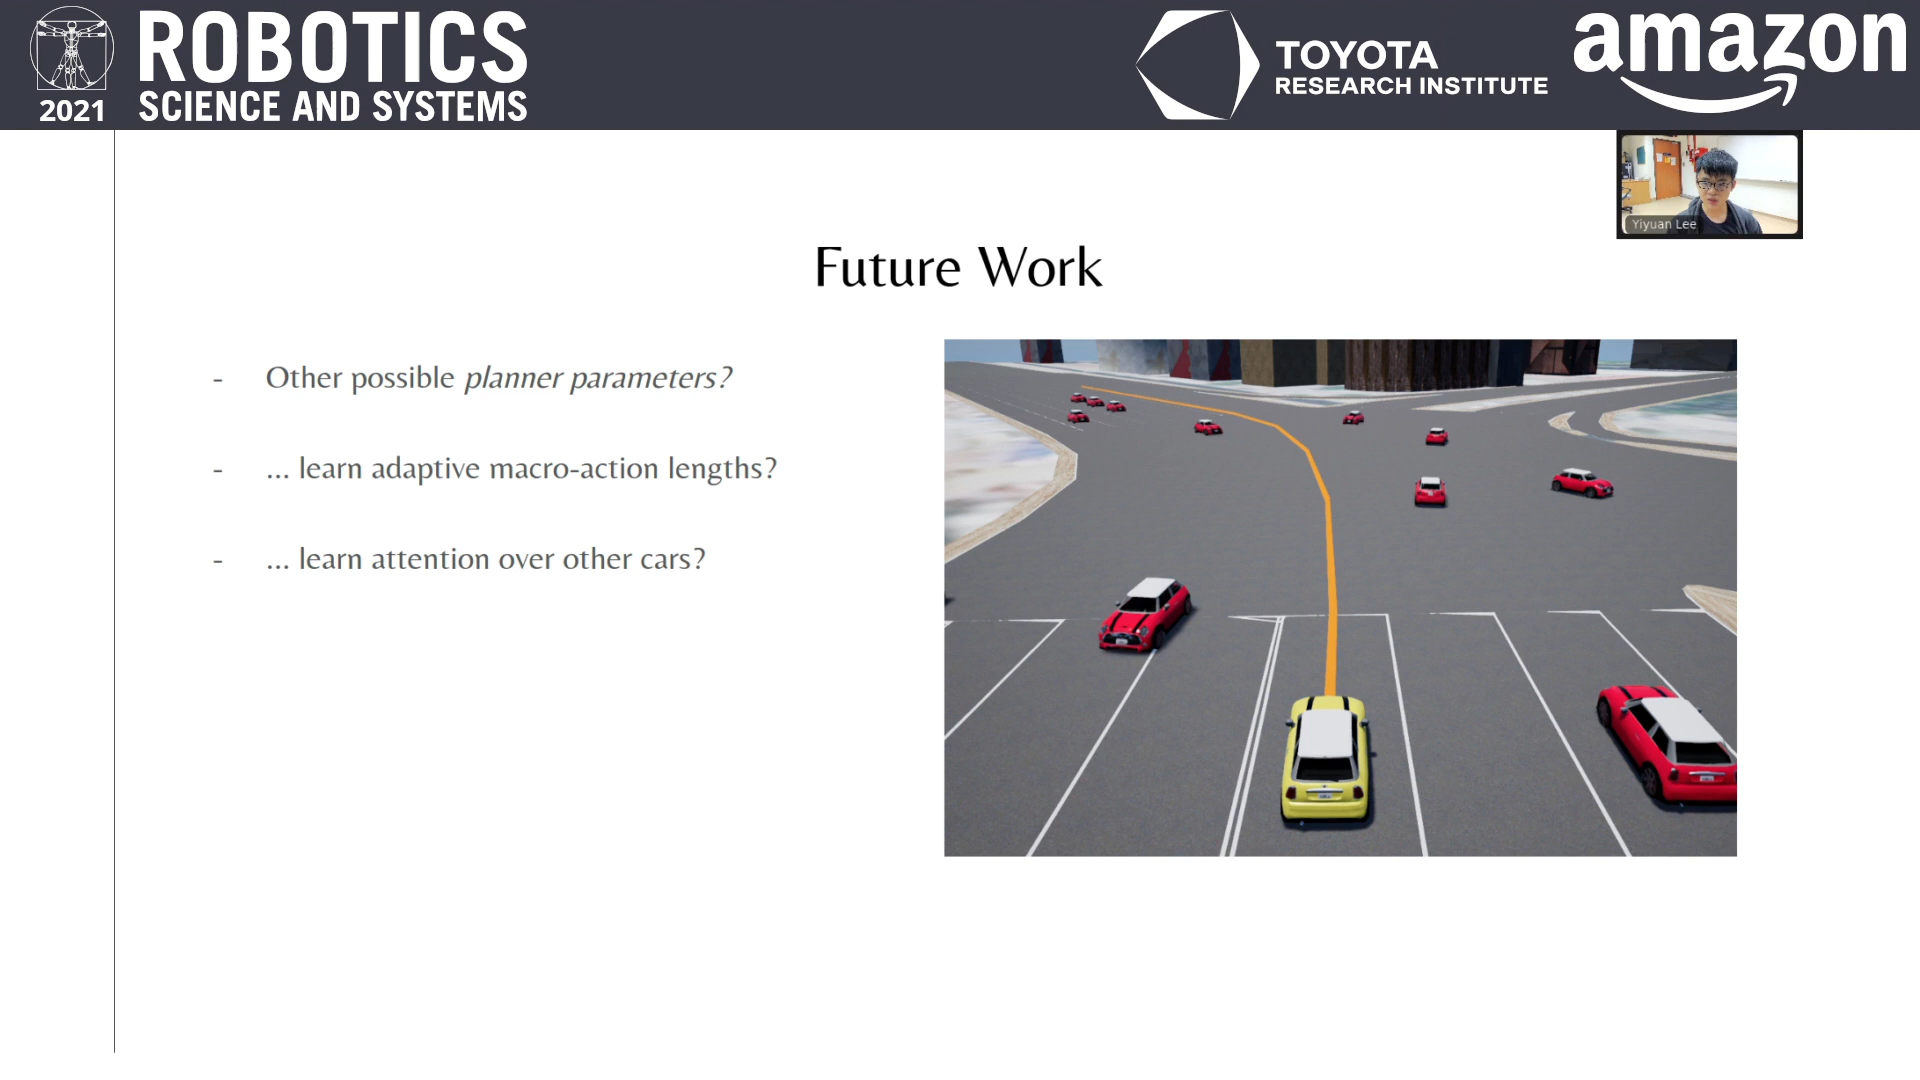 ROBOTICS
SCIENCE AND SYSTEMS
2021
TOYOTA
RESEARCH INSTITUTE
amazon
Yiyuan Lee
Future Work
- Other possible planner parameters?
- ... learn adaptive macro-action lengths?
- ... learn attention over other cars?